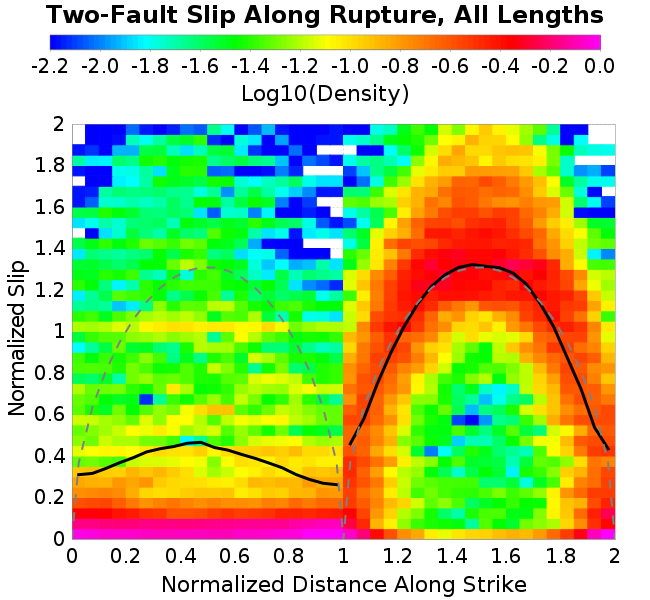 Two-Fault Slip Along Rupture, All Lengths
-2.2 -2.0 -1.8 -1.6 -1.4 -1.2 -1.0 -0.8 -0.6 -0.4 -0.2 0.0
Log10(Density)
2
1.8
1.6
1.4
1.2
1
0.8
0.6
0.4
0.2
0
Normalized Slip
0 0.2 0.4 0.6 0.8 1 1.2 1.4 1.6 1.8 2
Normalized Distance Along Strike